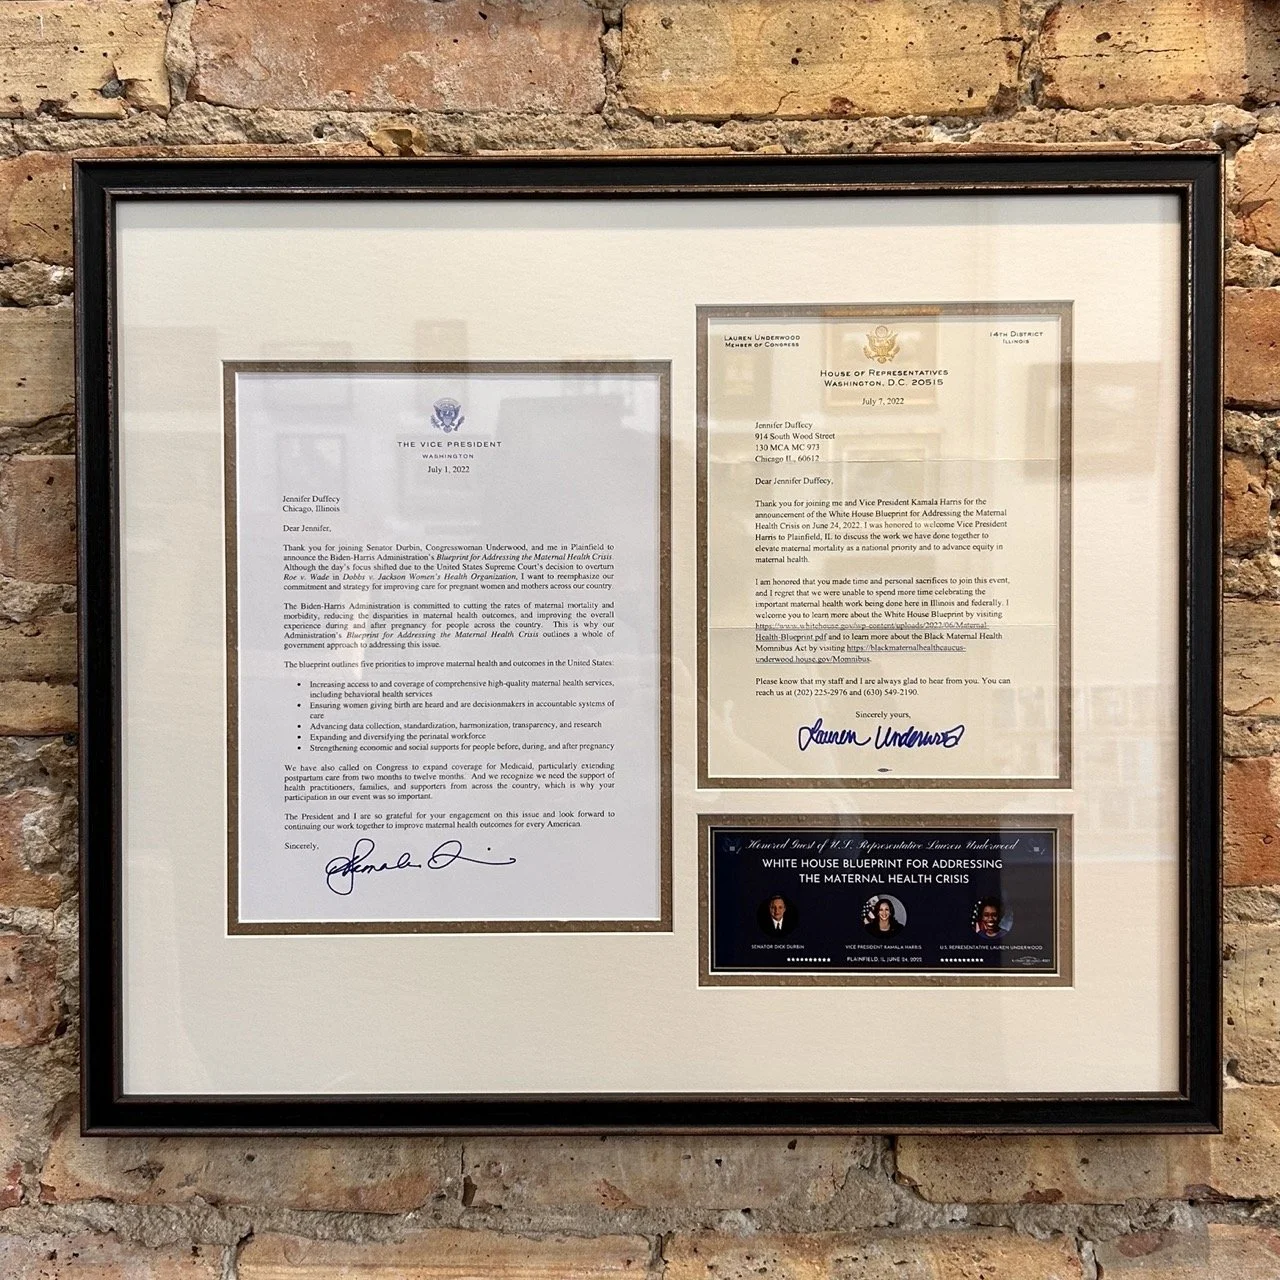 THE VICE PRESIDENT
WASHINGTON
July 1, 2022
Jennifer Duffecy
Chicago, Illinois
Dear Jennifer,
Thank you for joining Senator Durbin, Congresswoman Underwood, and me in Plainfield to
announce the Biden-Harris Administration's Blueprint for Addressing the Maternal Health Crisis.
Although the day's focus shifted due to the United States Supreme Court's decision to overturn
Roe v. Wade in Dobbs v. Jackson Women's Health Organization, I want to reemphasize our
commitment and strategy for improving care for pregnant women and mothers across our country.
The Biden-Harris Administration is committed to cutting the rates of maternal mortality and
morbidity, reducing the disparities in maternal health outcomes, and improving the overall
experience during and after pregnancy for people across the country. This is why our
Administration's Blueprint for Addressing the Maternal Health Crisis outlines a whole of
government approach to addressing this issue.
The blueprint outlines five priorities to improve maternal health and outcomes in the United States:
• Increasing access to and coverage of comprehensive high-quality maternal health services,
including behavioral health services
• Ensuring women giving birth are heard and are decisionmakers in accountable systems of
care
• Advancing data collection, standardization, harmonization, transparency, and research
• Expanding and diversifying the perinatal workforce
• Strengthening economic and social supports for people before, during, and after pregnancy
We have also called on Congress to expand coverage for Medicaid, particularly extending
postpartum care from two months to twelve months. And we recognize we need the support of
health practitioners, families, and supporters from across the country, which is why your
participation in our event was so important.
The President and I are so grateful for your engagement on this issue and look forward to
continuing our work together to improve maternal health outcomes for every American.
Sincerely,
LAUREN UNDERWOOD
MEMBER OF CONGRESS
14TH DISTRICT
ILLINOIS
HOUSE OF REPRESENTATIVES
WASHINGTON, D.C. 20515
July 7, 2022
Jennifer Duffecy
914 South Wood Street
130 MCA MC 973
Chicago IL, 60612
Dear Jennifer Duffecy,
Thank you for joining me and Vice President Kamala Harris for the
announcement of the White House Blueprint for Addressing the Maternal
Health Crisis on June 24, 2022. I was honored to welcome Vice President
Harris to Plainfield, IL to discuss the work we have done together to
elevate maternal mortality as a national priority and to advance equity in
maternal health.
I am honored that you made time and personal sacrifices to join this event,
and I regret that we were unable to spend more time celebrating the
important maternal health work being done here in Illinois and federally. I
welcome you to learn more about the White House Blueprint by visiting
https://www.whitehouse.gov/wp-content/uploads/2022/06/Maternal-
Health-Blueprint.pdf and to learn more about the Black Maternal Health
Momnibus Act by visiting https://blackmaternalhealthcaucus-
underwood.house.gov/Momnibus.
Please know that my staff and I are always glad to hear from you. You can
reach us at (202) 225-2976 and (630) 549-2190.
Sincerely yours,
Lauren Underwood
Honored Guest of U.S. Representative Lauren Underwood
WHITE HOUSE BLUEPRINT FOR ADDRESSING
THE MATERNAL HEALTH CRISIS
SENATOR DICK DURBIN
VICE PRESIDENT KAMALA HARRIS
U.S. REPRESENTATIVE LAUREN UNDERWOOD
PLAINFIELD, IL JUNE 24, 2022